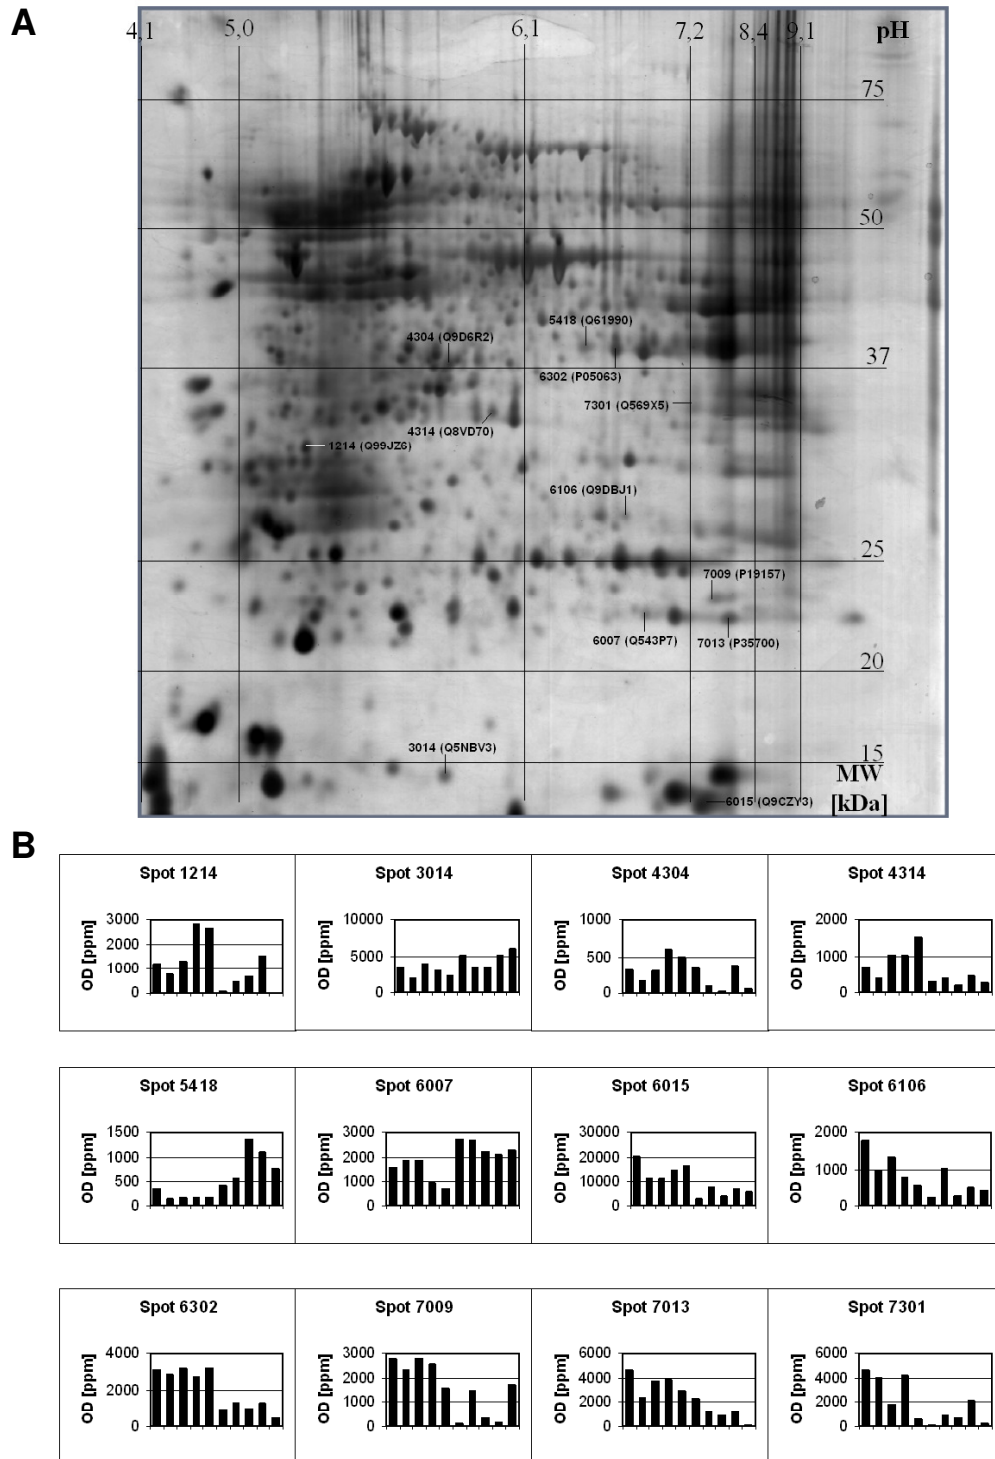 A
4,1 5,0 6,1 7,2 8,4 9,1 pH
75
50
5418 (Q61990)
4304 (Q9D6R2)
37
6302 (P05063)
7301 (Q569X5)
4314 (Q8VD70)
1214 (Q99JZ6)
6106 (Q9DBJ1)
25
7009 (P19157)
6007 (Q543P7) 7013 (P35700)
20
3014 (Q5NBV3)
15
MW
6015 (Q9CZY3)
[kDa]
B
Spot 1214 Spot 3014 Spot 4304 Spot 4314
OD [ppm] 3000 2000 1000 0
OD [ppm] 10000 5000 0
OD [ppm] 1000 500 0
OD [ppm] 2000 1000 0
Spot 5418 Spot 6007 Spot 6015 Spot 6106
OD [ppm] 1500 1000 500 0
OD [ppm] 3000 2000 1000 0
OD [ppm] 30000 20000 10000 0
OD [ppm] 2000 1000 0
Spot 6302 Spot 7009 Spot 7013 Spot 7301
OD [ppm] 4000 2000 0
OD [ppm] 3000 2000 1000 0
OD [ppm] 6000 4000 2000 0
OD [ppm] 6000 4000 2000 0